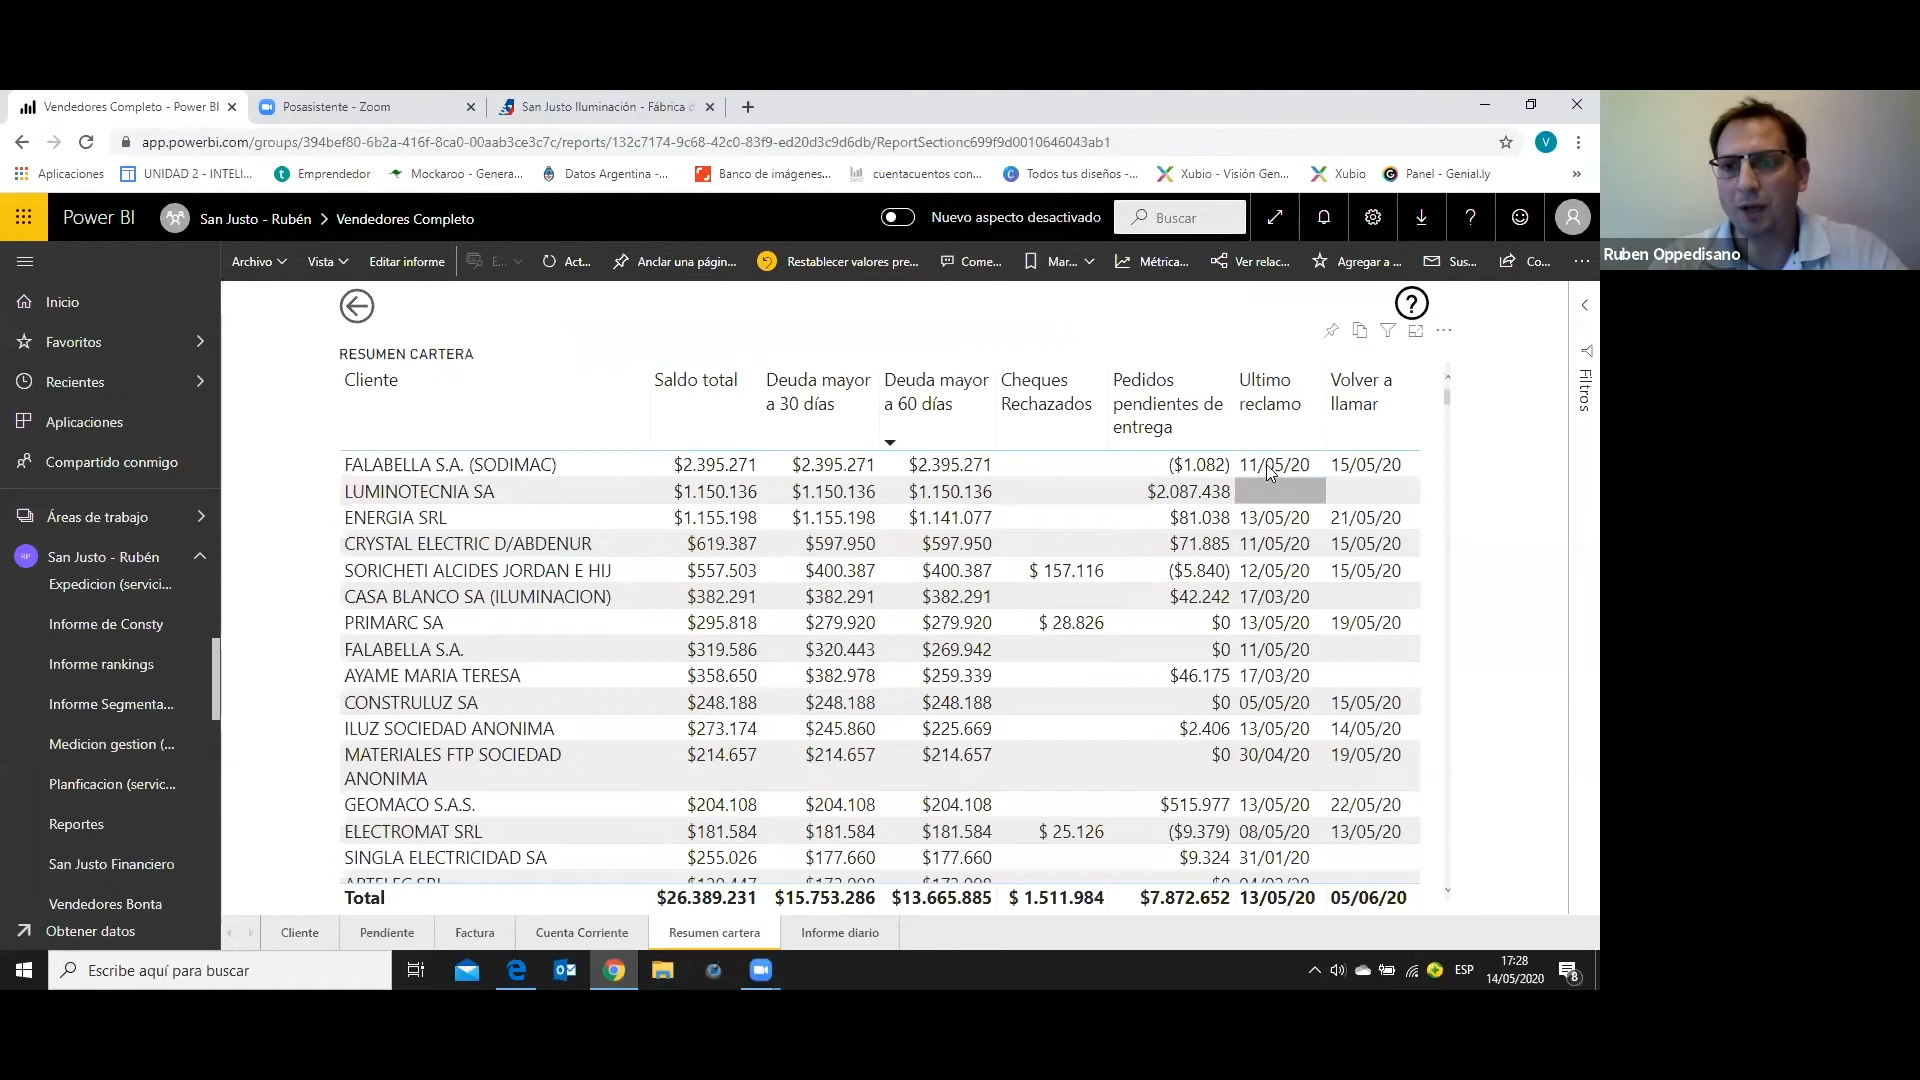 Vendedores Completo - Power BI
Posasistente - Zoom
San Justo Iluminación - Fábrica d
app.powerbi.com/groups/394bef80-6b2a-416f-8ca0-00aab3ce3c7c/reports/132c7174-9c68-42c0-83f9-ed20d3c9d6db/ReportSectionc699f9d0010646043ab1
V
Aplicaciones
UNIDAD 2 - INTELI...
Emprendedor
Mockaroo - Genera...
Datos Argentina -...
Banco de imágenes...
cuentacuentos con...
Todos tus diseños -...
Xubio - Visión Gen...
Xubio
Panel - Genial.ly
Power BI
San Justo - Rubén > Vendedores Completo
Nuevo aspecto desactivado
Buscar
Ruben Oppedisano
Archivo
Vista
Editar informe
E...
Act...
Anclar una págin...
Restablecer valores pre...
Come...
Mar...
Métrica...
Ver relac...
Agregar a ...
Sus...
Co...
Inicio
Favoritos
Recientes
Aplicaciones
Compartido conmigo
Áreas de trabajo
RP San Justo - Rubén
Expedicion (servici...
Informe de Consty
Informe rankings
Informe Segmenta...
Medicion gestion (...
Planficacion (servic...
Reportes
San Justo Financiero
Vendedores Bonta
Obtener datos
Filtros
RESUMEN CARTERA
Cliente Saldo total Deuda mayor a 30 días Deuda mayor a 60 días Cheques Rechazados Pedidos pendientes de entrega Ultimo reclamo Volver a llamar
FALABELLA S.A. (SODIMAC) $2.395.271 $2.395.271 $2.395.271 ($1.082) 11/05/20 15/05/20
LUMINOTECNIA SA $1.150.136 $1.150.136 $1.150.136 $2.087.438
ENERGIA SRL $1.155.198 $1.155.198 $1.141.077 $81.038 13/05/20 21/05/20
CRYSTAL ELECTRIC D/ABDENUR $619.387 $597.950 $597.950 $71.885 11/05/20 15/05/20
SORICHETI ALCIDES JORDAN E HIJ $557.503 $400.387 $400.387 $ 157.116 ($5.840) 12/05/20 15/05/20
CASA BLANCO SA (ILUMINACION) $382.291 $382.291 $382.291 $42.242 17/03/20
PRIMARC SA $295.818 $279.920 $279.920 $ 28.826 $0 13/05/20 19/05/20
FALABELLA S.A. $319.586 $320.443 $269.942 $0 11/05/20
AYAME MARIA TERESA $358.650 $382.978 $259.339 $46.175 17/03/20
CONSTRULUZ SA $248.188 $248.188 $248.188 $0 05/05/20 15/05/20
ILUZ SOCIEDAD ANONIMA $273.174 $245.860 $225.669 $2.406 13/05/20 14/05/20
MATERIALES FTP SOCIEDAD ANONIMA $214.657 $214.657 $214.657 $0 30/04/20 19/05/20
GEOMACO S.A.S. $204.108 $204.108 $204.108 $515.977 13/05/20 22/05/20
ELECTROMAT SRL $181.584 $181.584 $181.584 $ 25.126 ($9.379) 08/05/20 13/05/20
SINGLA ELECTRICIDAD SA $255.026 $177.660 $177.660 $9.324 31/01/20
Total $26.389.231 $15.753.286 $13.665.885 $ 1.511.984 $7.872.652 13/05/20 05/06/20
Cliente
Pendiente
Factura
Cuenta Corriente
Resumen cartera
Informe diario
Escribe aquí para buscar
ESP
17:28
14/05/2020
8